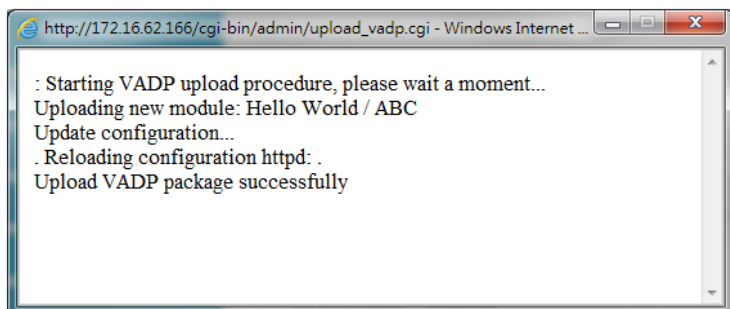 http://172.16.62.166/cgi-bin/admin/upload_vadp.cgi - Windows Internet ...
: Starting VADP upload procedure, please wait a moment...
Uploading new module: Hello World / ABC
Update configuration...
. Reloading configuration httpd: .
Upload VADP package successfully